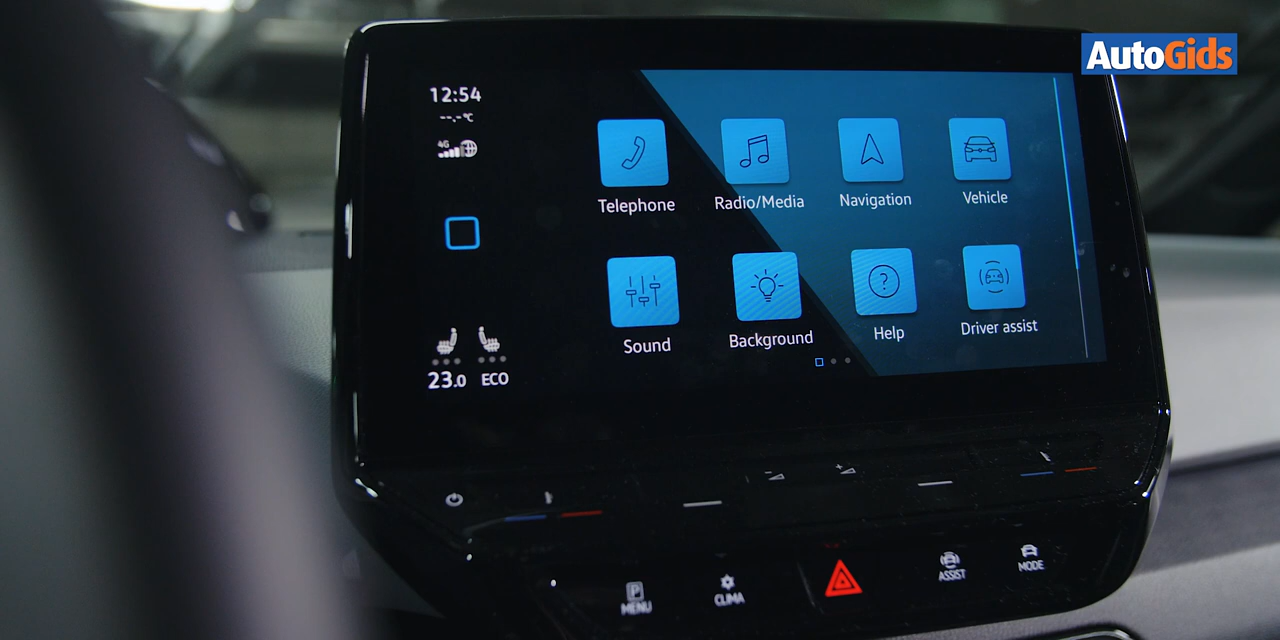 AutoGids
12:54
--.-°C
4G
Telephone
Radio/Media
Navigation
Vehicle
Sound
Background
Help
Driver assist
23.0
ECO
P
MENU
CLIMA
ASSIST
MODE